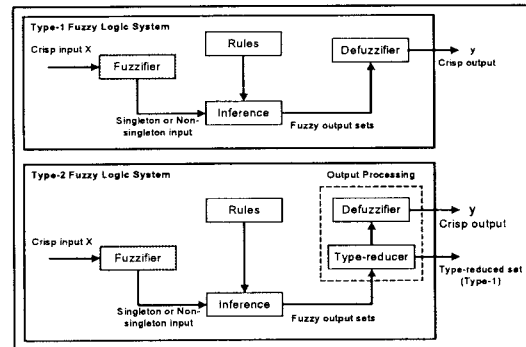 Type-1 Fuzzy Logic System
Crisp input X
Fuzzifier
Rules
Defuzzifier
y
Crisp output
Singleton or Non-
singleton input
Inference
Fuzzy output sets
Type-2 Fuzzy Logic System
Output Processing
Rules
Defuzzifier
y
Crisp output
Crisp input X
Fuzzifier
Type-reducer
Type-reduced set
(Type-1)
Singleton or Non-
singleton input
Inference
Fuzzy output sets